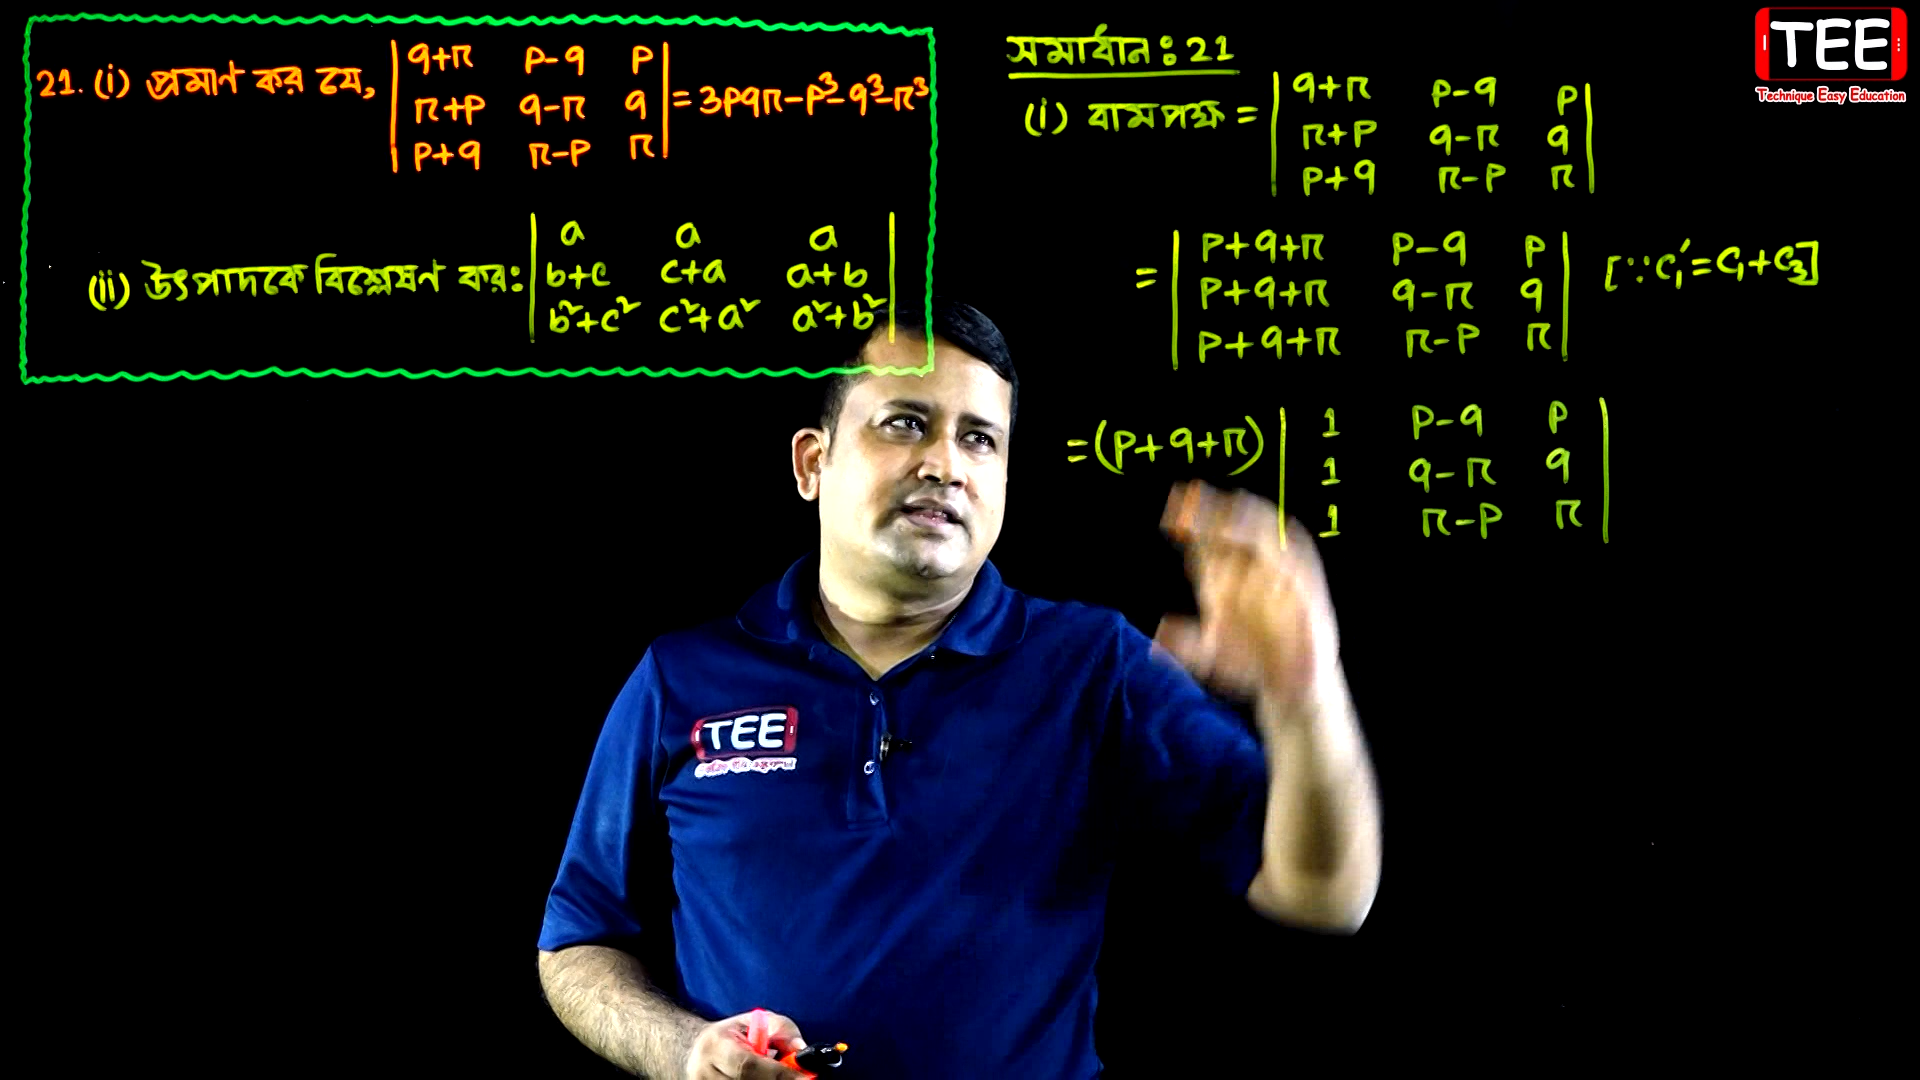 21. (i) প্রমাণ কর যে, | q+r p-q p |
| r+p q-r q | = 3pqr-p³-q³-r³
| p+q r-p r |
(ii) উৎপাদকে বিশ্লেষণ কর: | a a a |
| b+c c+a a+b |
| b²+c² c²+a² a²+b² |
সমাধান: 21
(i) বামপক্ষ = | q+r p-q p |
| r+p q-r q |
| p+q r-p r |
= | p+q+r p-q p |
| p+q+r q-r q | [∵ c₁′ = c₁+c₃]
| p+q+r r-p r |
= (p+q+r) | 1 p-q p |
| 1 q-r q |
| 1 r-p r |
TEE
Technique Easy Education
TEE